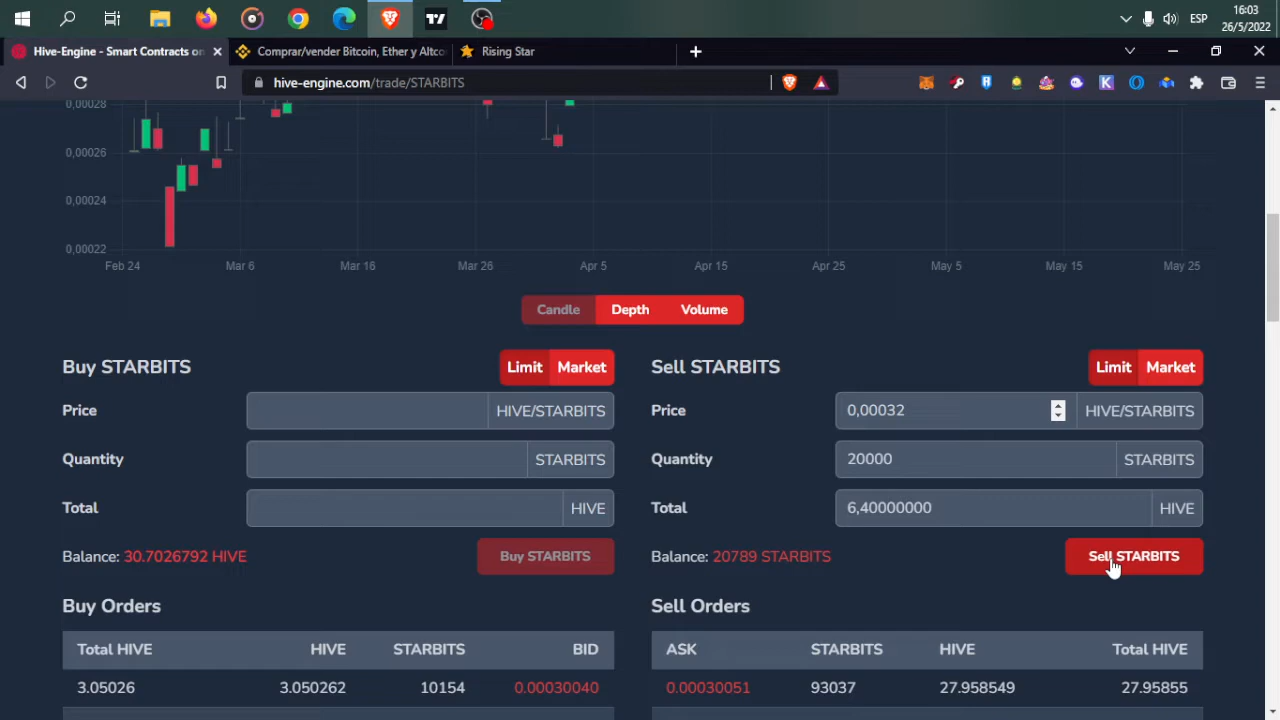 16:03
ESP
26/5/2022
Hive-Engine - Smart Contracts on
Comprar/vender Bitcoin, Ether y Altco
Rising Star
hive-engine.com/trade/STARBITS
0,00028
0,00026
0,00024
0,00022
Feb 24 Mar 6 Mar 16 Mar 26 Apr 5 Apr 15 Apr 25 May 5 May 15 May 25
Candle Depth Volume
Buy STARBITS Limit Market
Price HIVE/STARBITS
Quantity STARBITS
Total HIVE
Balance: 30.7026792 HIVE Buy STARBITS
Sell STARBITS Limit Market
Price 0,00032 HIVE/STARBITS
Quantity 20000 STARBITS
Total 6,40000000 HIVE
Balance: 20789 STARBITS Sell STARBITS
Buy Orders
Total HIVE HIVE STARBITS BID
3.05026 3.050262 10154 0.00030040
Sell Orders
ASK STARBITS HIVE Total HIVE
0.00030051 93037 27.958549 27.95855